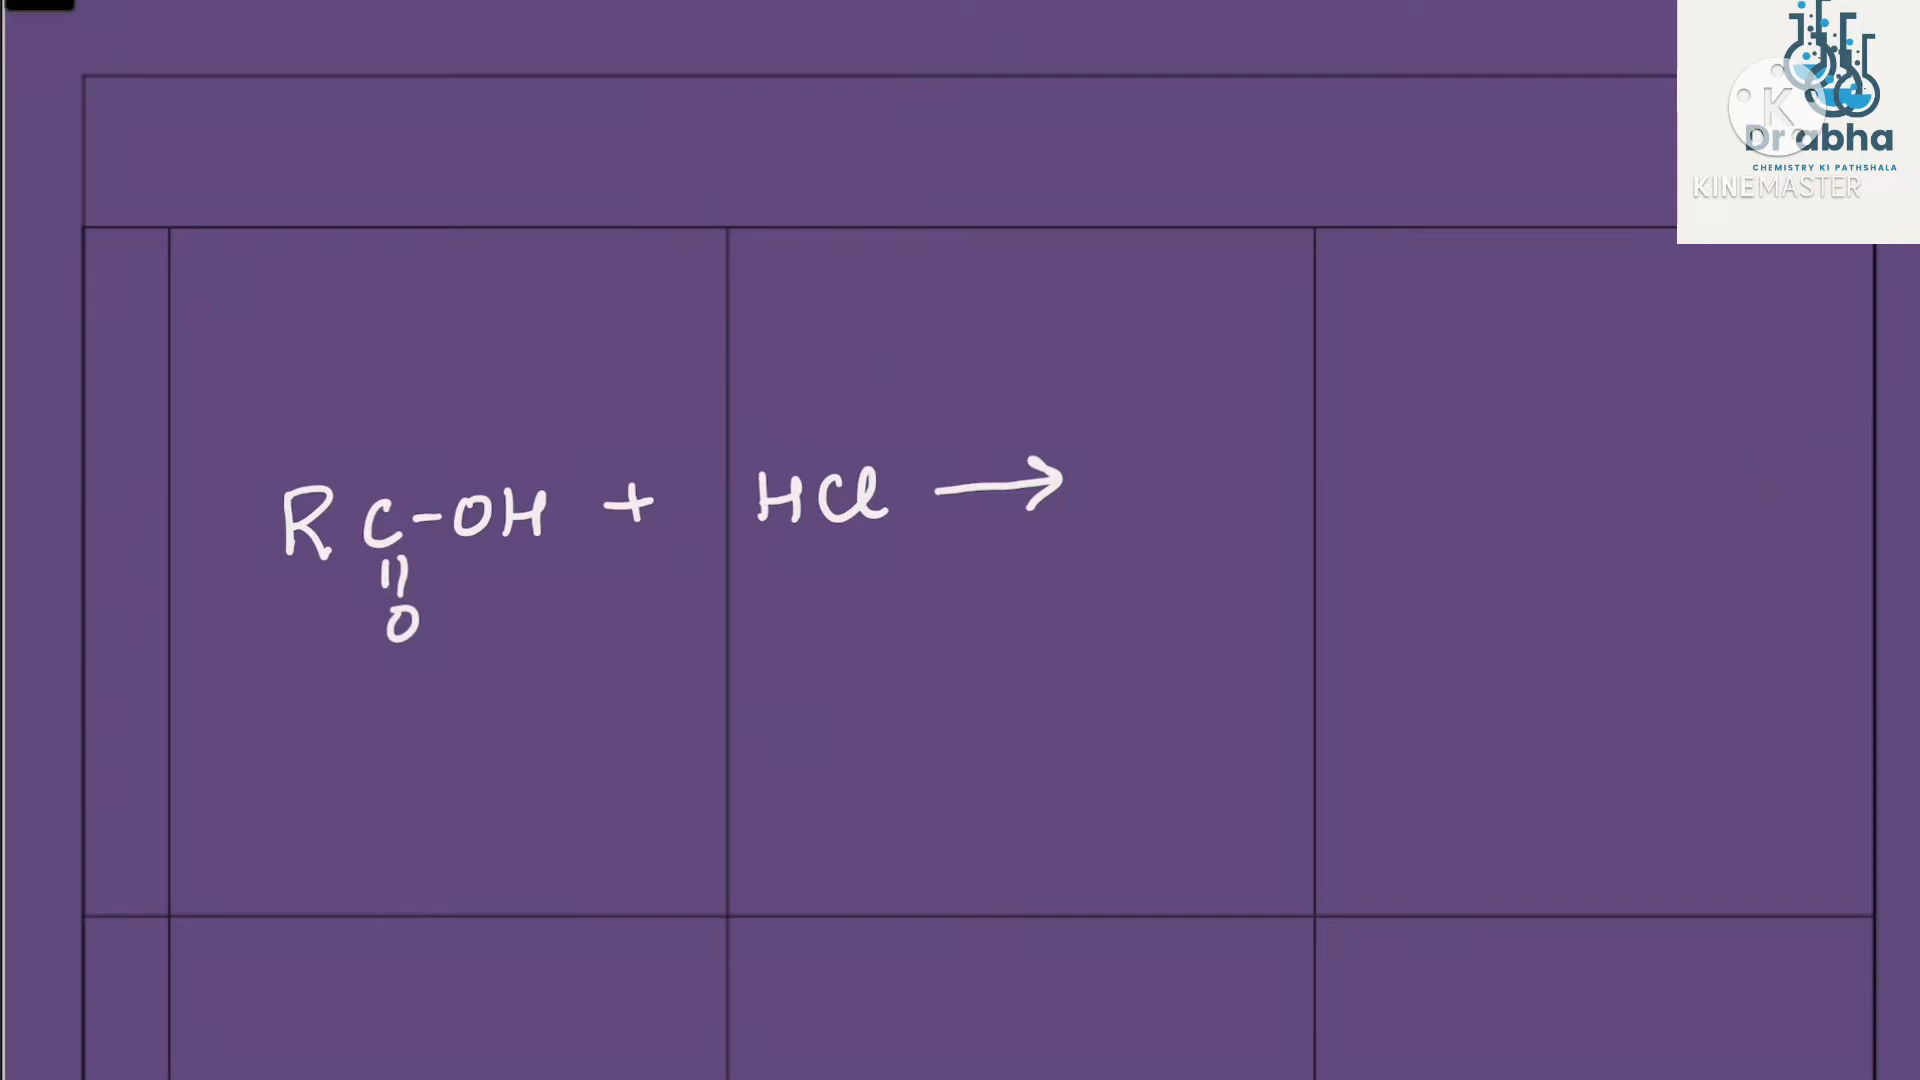 Dr abha
CHEMISTRY KI PATHSHALA
K
KINEMASTER
R C-OH + HCl →
||
O